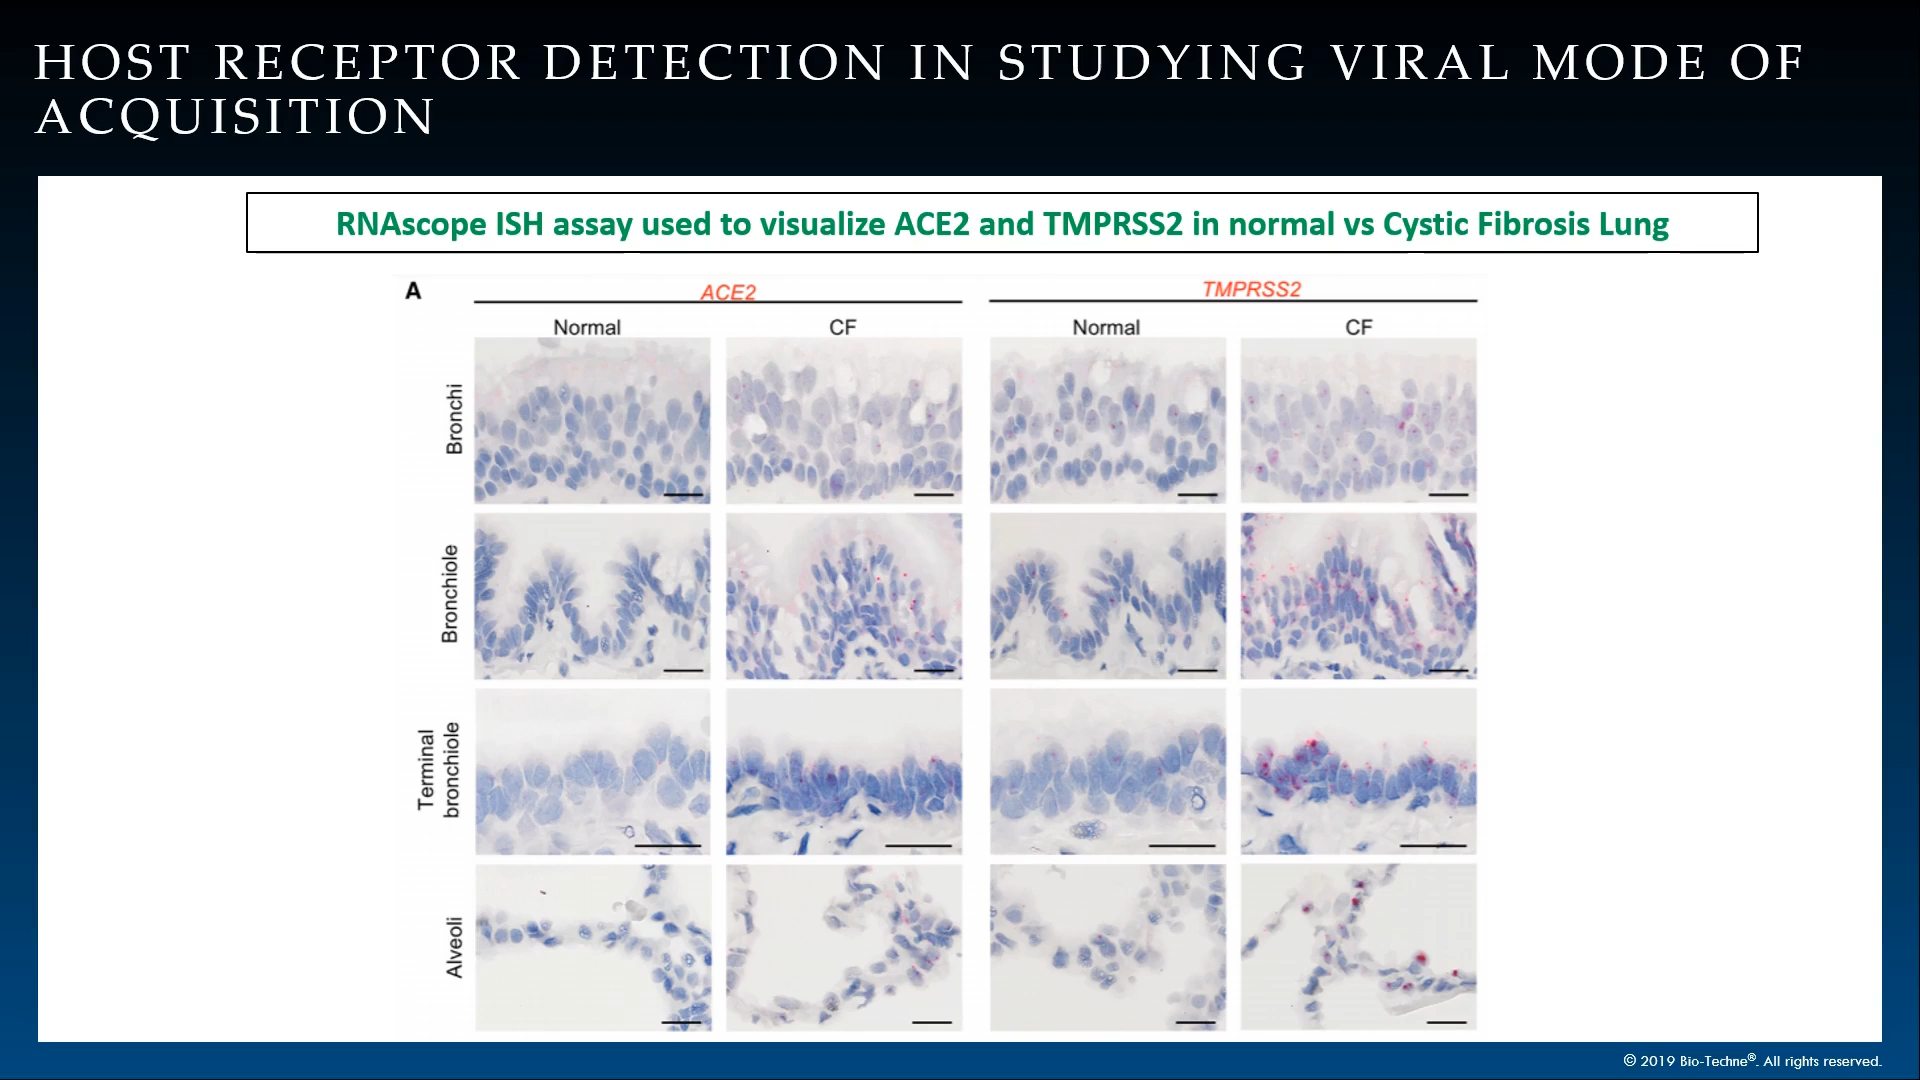 HOST RECEPTOR DETECTION IN STUDYING VIRAL MODE OF
ACQUISITION
RNAscope ISH assay used to visualize ACE2 and TMPRSS2 in normal vs Cystic Fibrosis Lung
A
ACE2
TMPRSS2
Normal
CF
Normal
CF
Bronchi
Bronchiole
Terminal
bronchiole
Alveoli
© 2019 Bio-Techne®. All rights reserved.